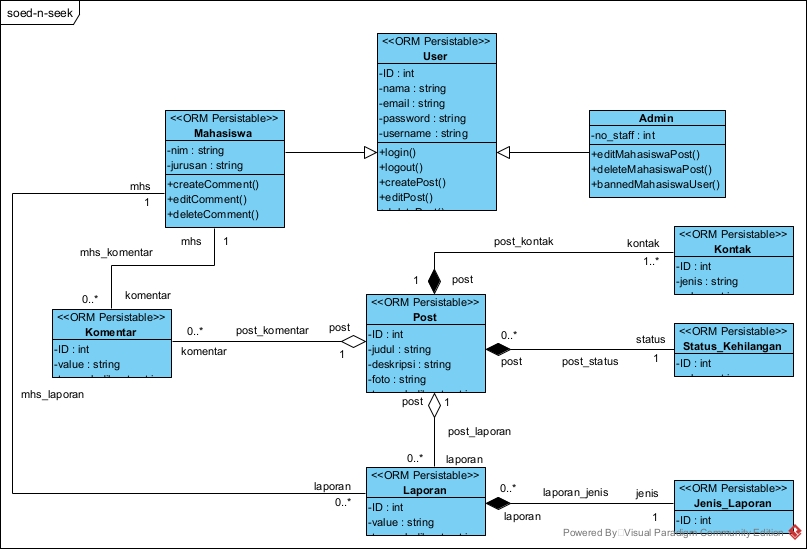 soed-n-seek
<<ORM Persistable>>
User
-ID : int
-nama : string
-email : string
-password : string
-username : string
+login()
+logout()
+createPost()
+editPost()
<<ORM Persistable>>
Mahasiswa
-nim : string
-jurusan : string
+createComment()
+editComment()
+deleteComment()
Admin
-no_staff : int
+editMahasiswaPost()
+deleteMahasiswaPost()
+bannedMahasiswaUser()
mhs
1
mhs
1
mhs_komentar
0..*
komentar
post_kontak
kontak
1
post
1..*
<<ORM Persistable>>
Kontak
-ID : int
-jenis : string
<<ORM Persistable>>
Komentar
-ID : int
-value : string
0..*
post_komentar
post
komentar
1
<<ORM Persistable>>
Post
-ID : int
-judul : string
-deskripsi : string
-foto : string
0..*
status
post
post_status
1
<<ORM Persistable>>
Status_Kehilangan
-ID : int
mhs_laporan
post
1
post_laporan
0..*
laporan
laporan
0..*
<<ORM Persistable>>
Laporan
-ID : int
-value : string
0..*
laporan_jenis
jenis
laporan
1
<<ORM Persistable>>
Jenis_Laporan
-ID : int
Powered By Visual Paradigm Community Edition